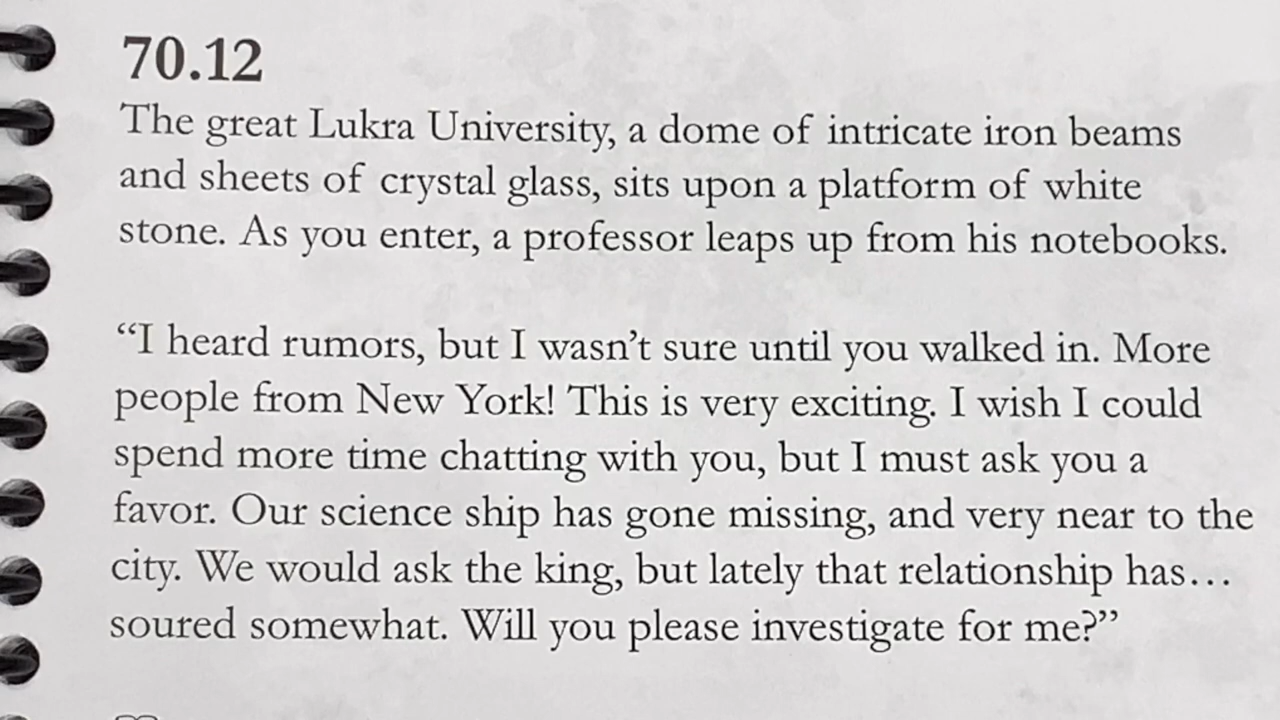 70.12
The great Lukra University, a dome of intricate iron beams
and sheets of crystal glass, sits upon a platform of white
stone. As you enter, a professor leaps up from his notebooks.
“I heard rumors, but I wasn’t sure until you walked in. More
people from New York! This is very exciting. I wish I could
spend more time chatting with you, but I must ask you a
favor. Our science ship has gone missing, and very near to the
city. We would ask the king, but lately that relationship has…
soured somewhat. Will you please investigate for me?”